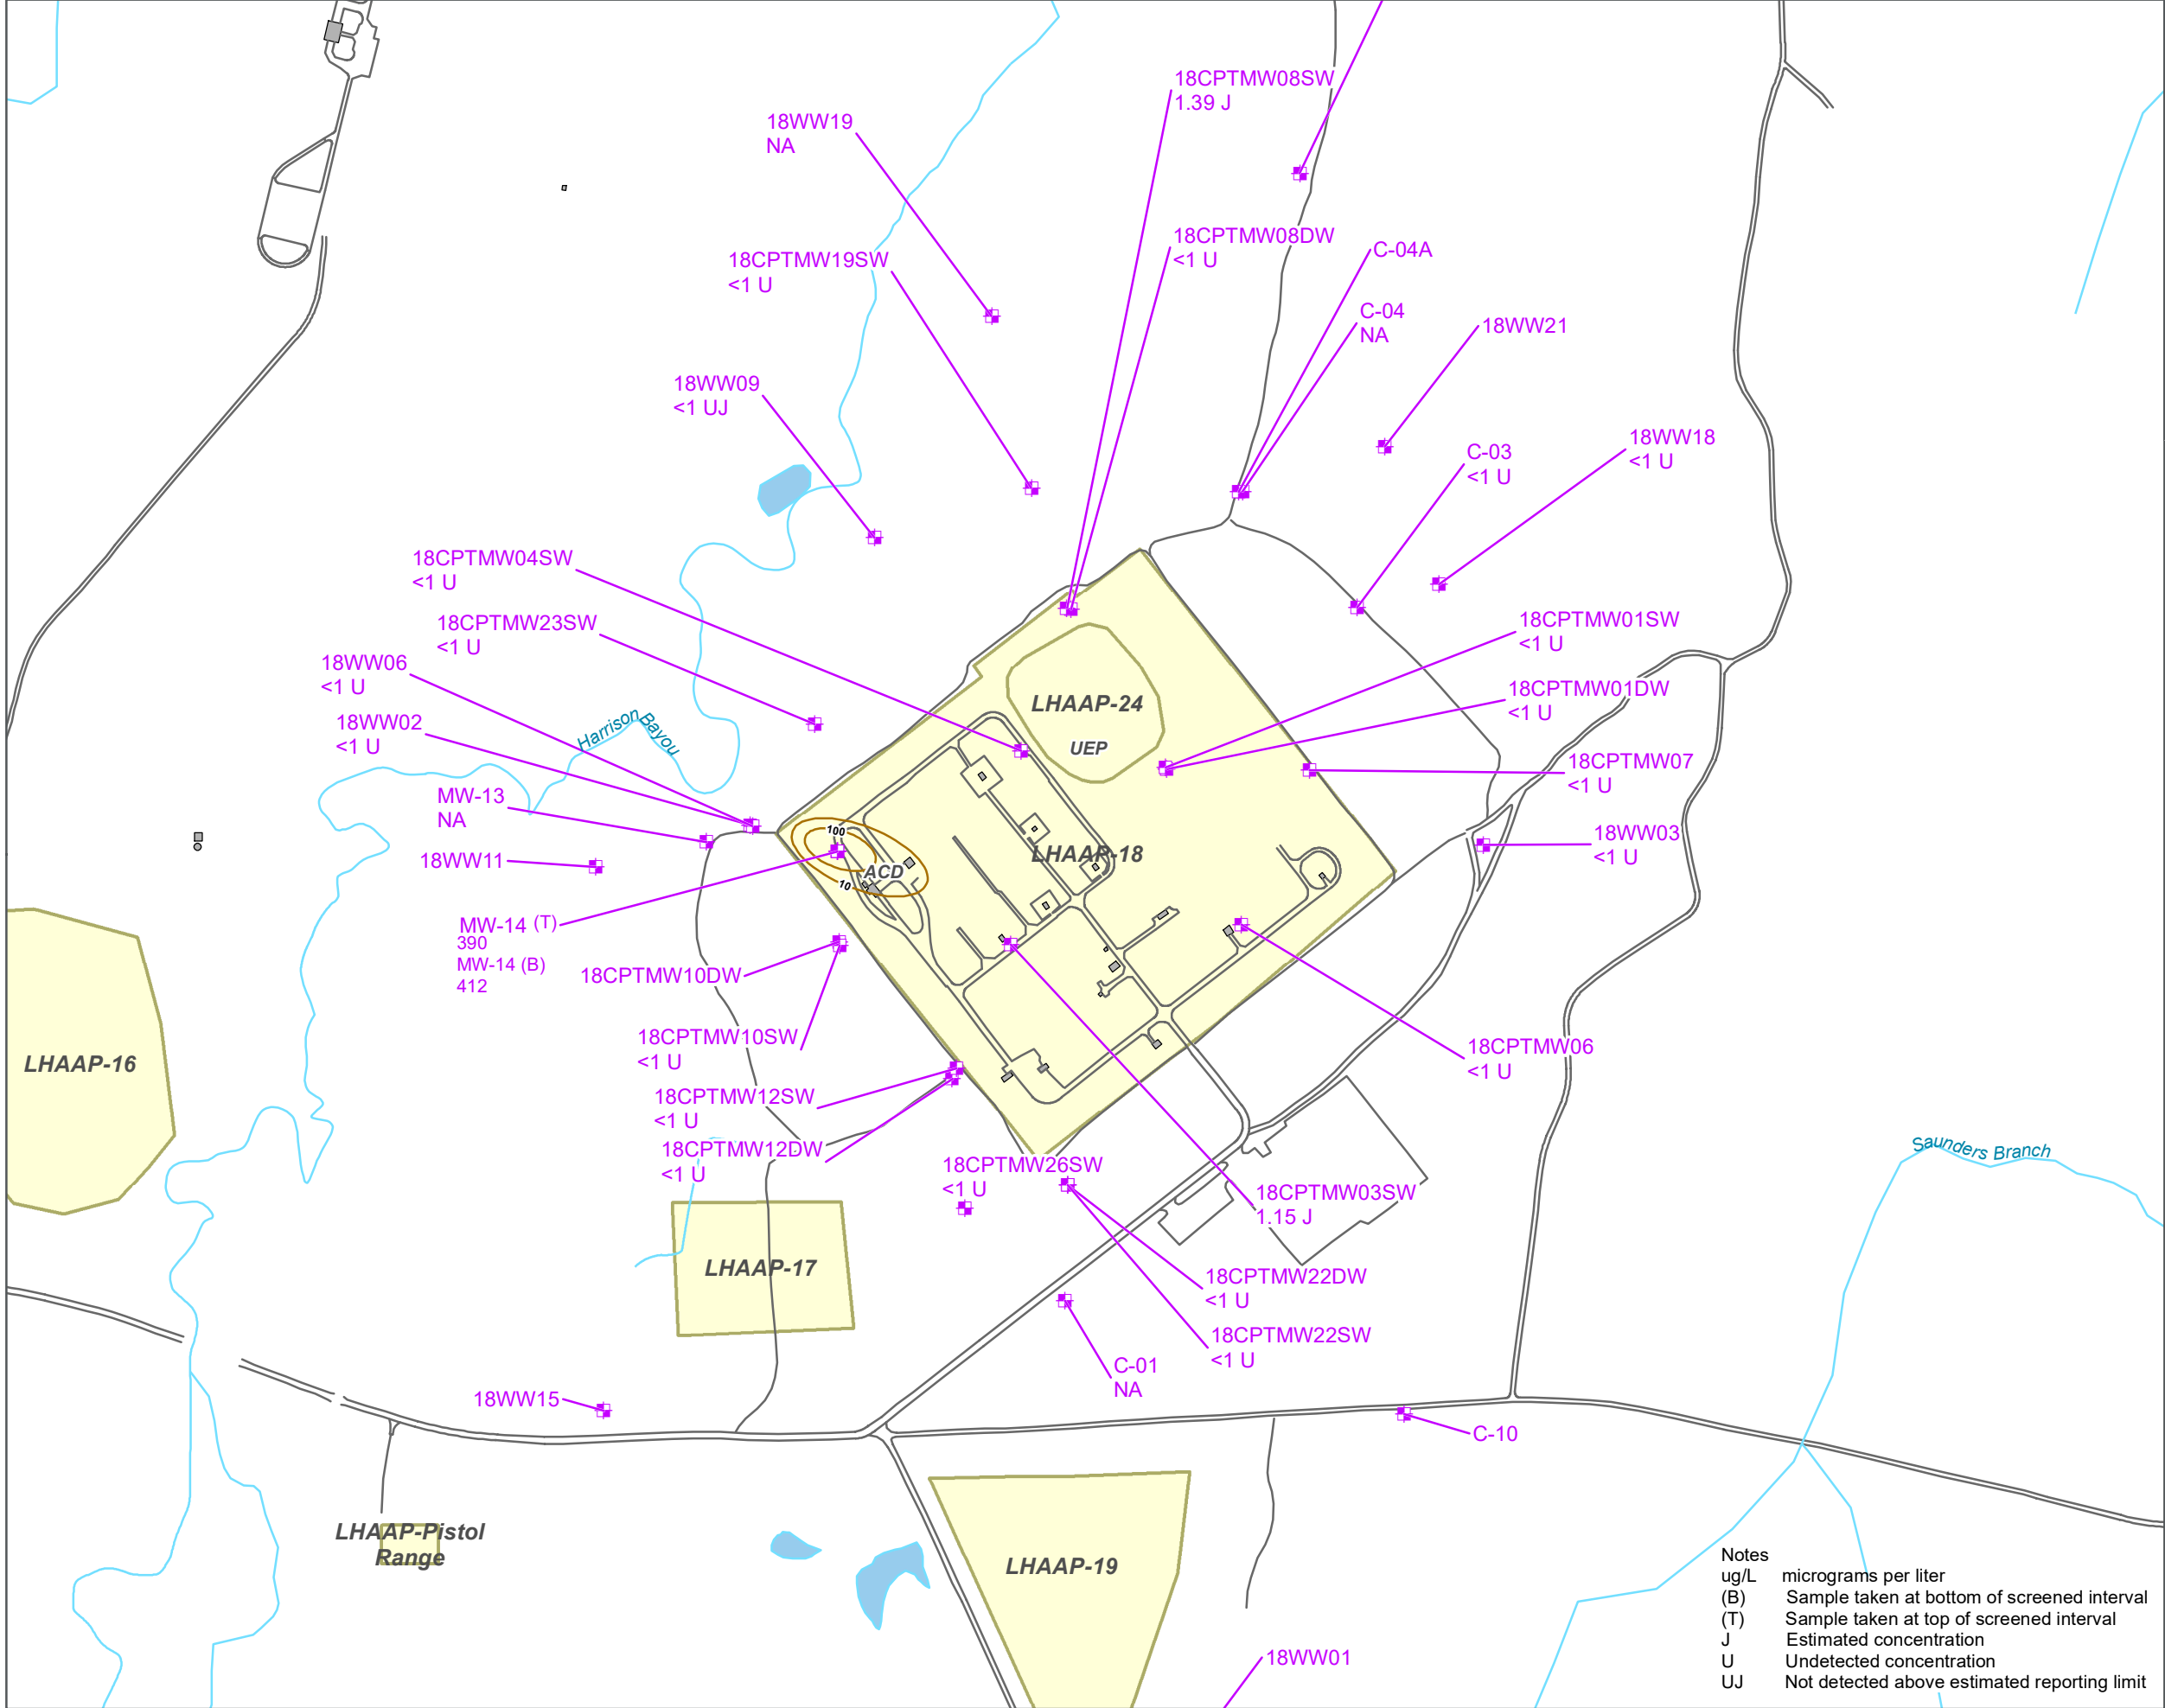 18CPTMW08SW
1.39 J
18WW19
NA
18CPTMW08DW
<1 U
C-04A
18CPTMW19SW
<1 U
C-04
NA
18WW21
18WW09
<1 UJ
C-03
<1 U
18WW18
<1 U
18CPTMW04SW
<1 U
18CPTMW23SW
<1 U
18CPTMW01SW
<1 U
18WW06
<1 U
18CPTMW01DW
<1 U
LHAAP-24
UEP
18WW02
<1 U
Harrison Bayou
18CPTMW07
<1 U
MW-13
NA
18WW03
<1 U
100
LHAAP-18
18WW11
ACD
10
MW-14 (T)
390
MW-14 (B)
412
18CPTMW10DW
18CPTMW10SW
<1 U
18CPTMW06
<1 U
LHAAP-16
18CPTMW12SW
<1 U
18CPTMW12DW
<1 U
Saunders Branch
18CPTMW26SW
<1 U
18CPTMW03SW
1.15 J
LHAAP-17
18CPTMW22DW
<1 U
18CPTMW22SW
<1 U
C-01
NA
18WW15
C-10
LHAAP-Pistol
Range
LHAAP-19
18WW01
Notes
ug/L micrograms per liter
(B) Sample taken at bottom of screened interval
(T) Sample taken at top of screened interval
J Estimated concentration
U Undetected concentration
UJ Not detected above estimated reporting limit